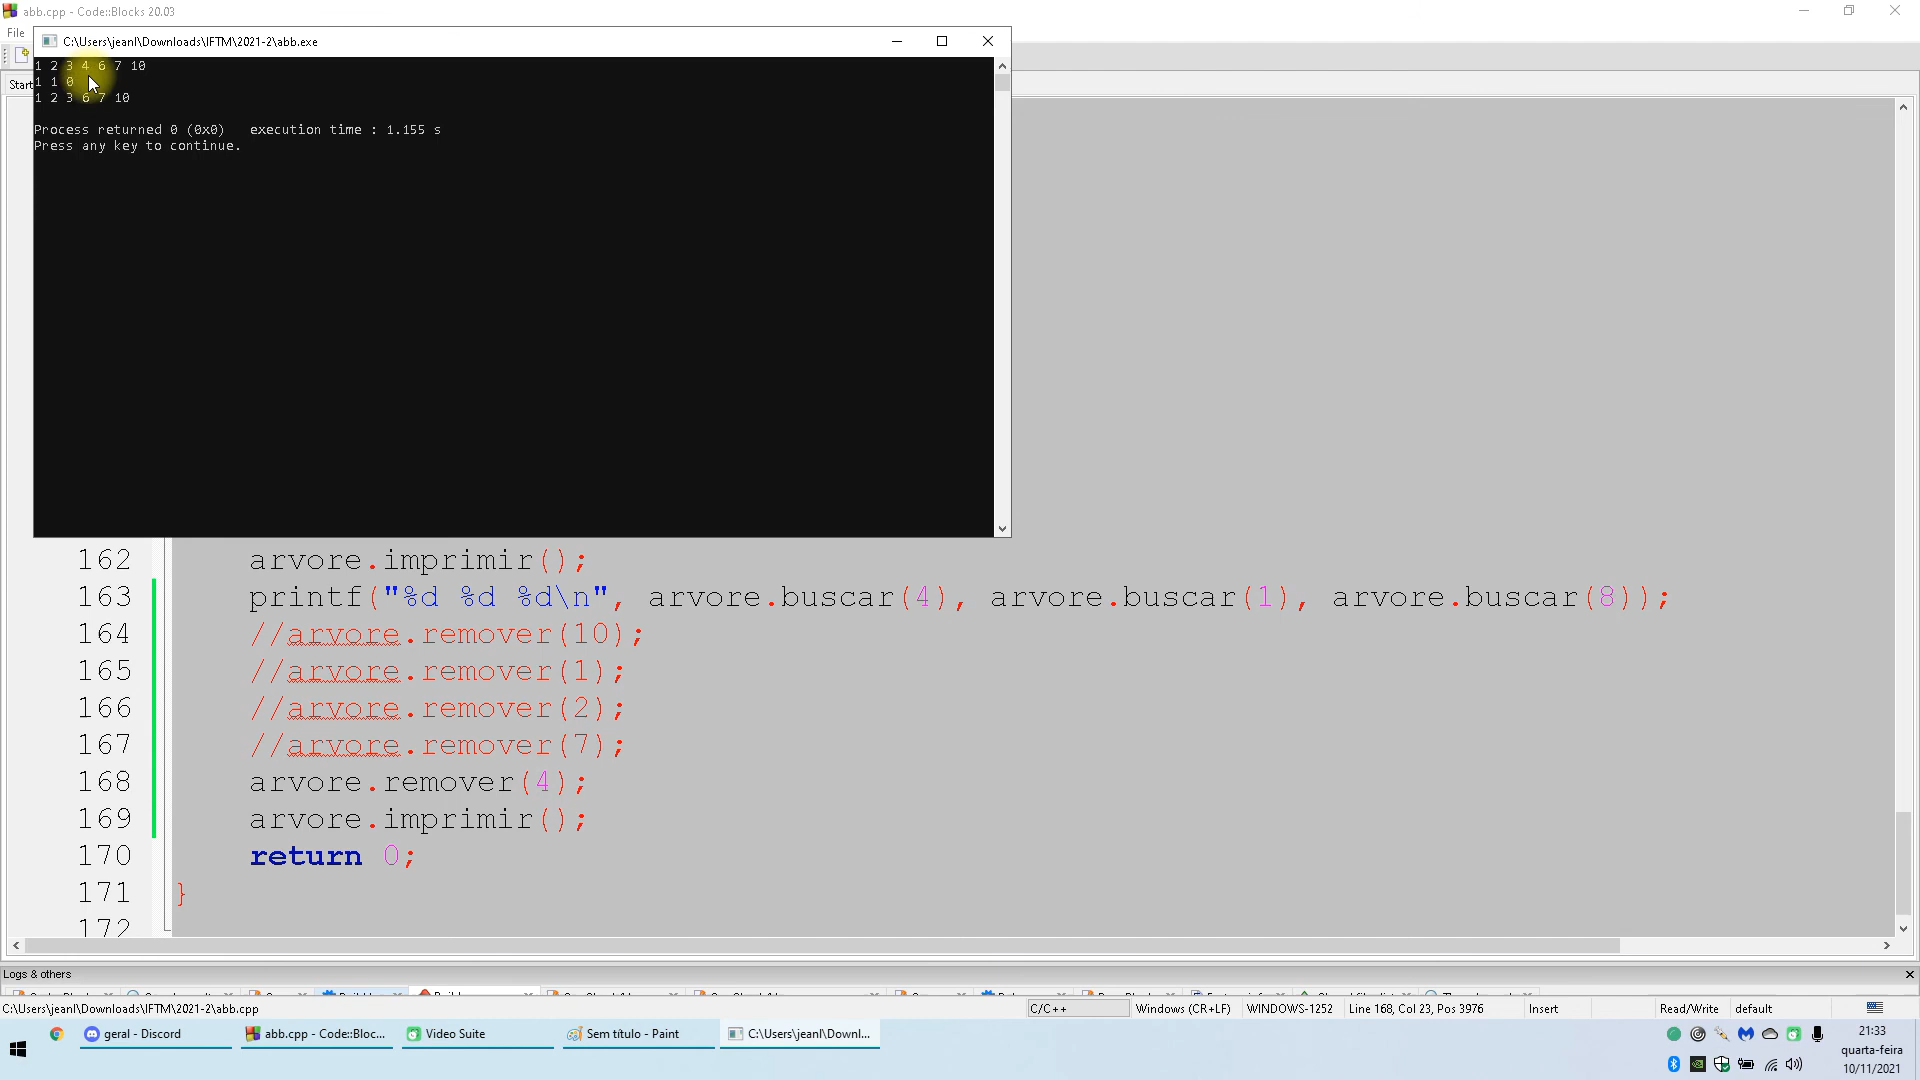 abb.cpp - Code::Blocks 20.03
File
C:\Users\jeanl\Downloads\IFTM\2021-2\abb.exe
Start
1 2 3 4 6 7 10
1 1 0
1 2 3 6 7 10
Process returned 0 (0x0)   execution time : 1.155 s
Press any key to continue.
162 arvore.imprimir();
163 printf("%d %d %d\n", arvore.buscar(4), arvore.buscar(1), arvore.buscar(8));
164 //arvore.remover(10);
165 //arvore.remover(1);
166 //arvore.remover(2);
167 //arvore.remover(7);
168 arvore.remover(4);
169 arvore.imprimir();
170 return 0;
171 }
172
Logs & others
C:\Users\jeanl\Downloads\IFTM\2021-2\abb.cpp
C/C++
Windows (CR+LF)
WINDOWS-1252
Line 168, Col 23, Pos 3976
Insert
Read/Write
default
geral - Discord
abb.cpp - Code::Bloc...
Video Suite
Sem título - Paint
C:\Users\jeanl\Downl...
21:33
quarta-feira
10/11/2021